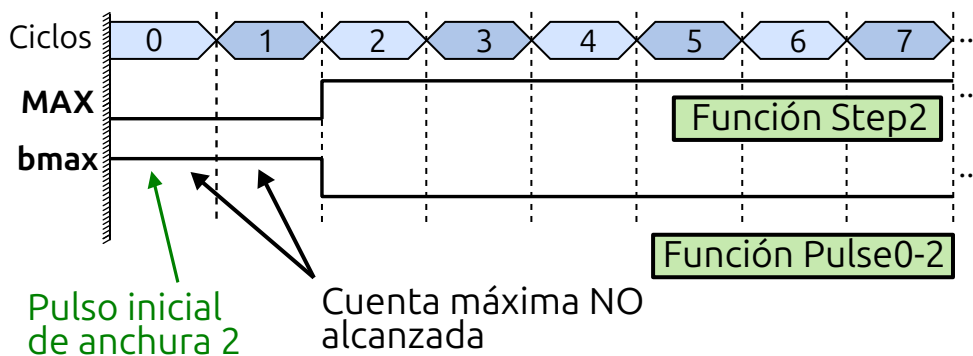 Ciclos 0 1 2 3 4 5 6 7 ...
MAX ...
Función Step2
bmax ...
Función Pulse0-2
Pulso inicial
de anchura 2
Cuenta máxima NO
alcanzada